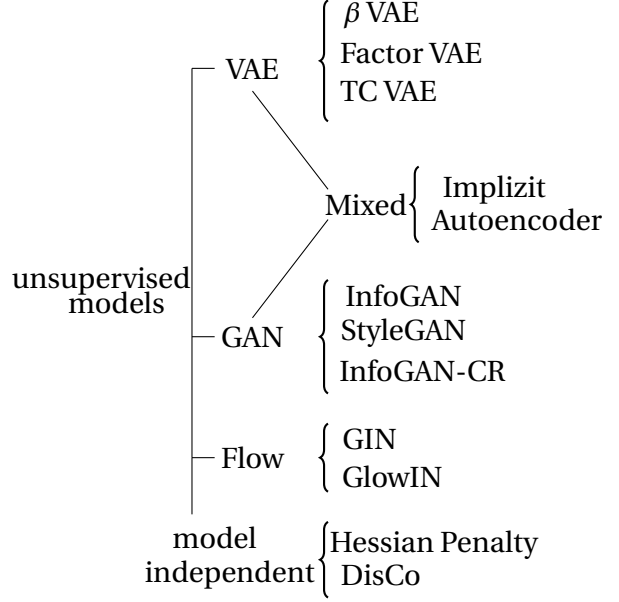 β VAE
VAE
Factor VAE
TC VAE
Mixed
Implizit
Autoencoder
unsupervised
models
InfoGAN
GAN
StyleGAN
InfoGAN-CR
Flow
GIN
GlowIN
model
independent
Hessian Penalty
DisCo